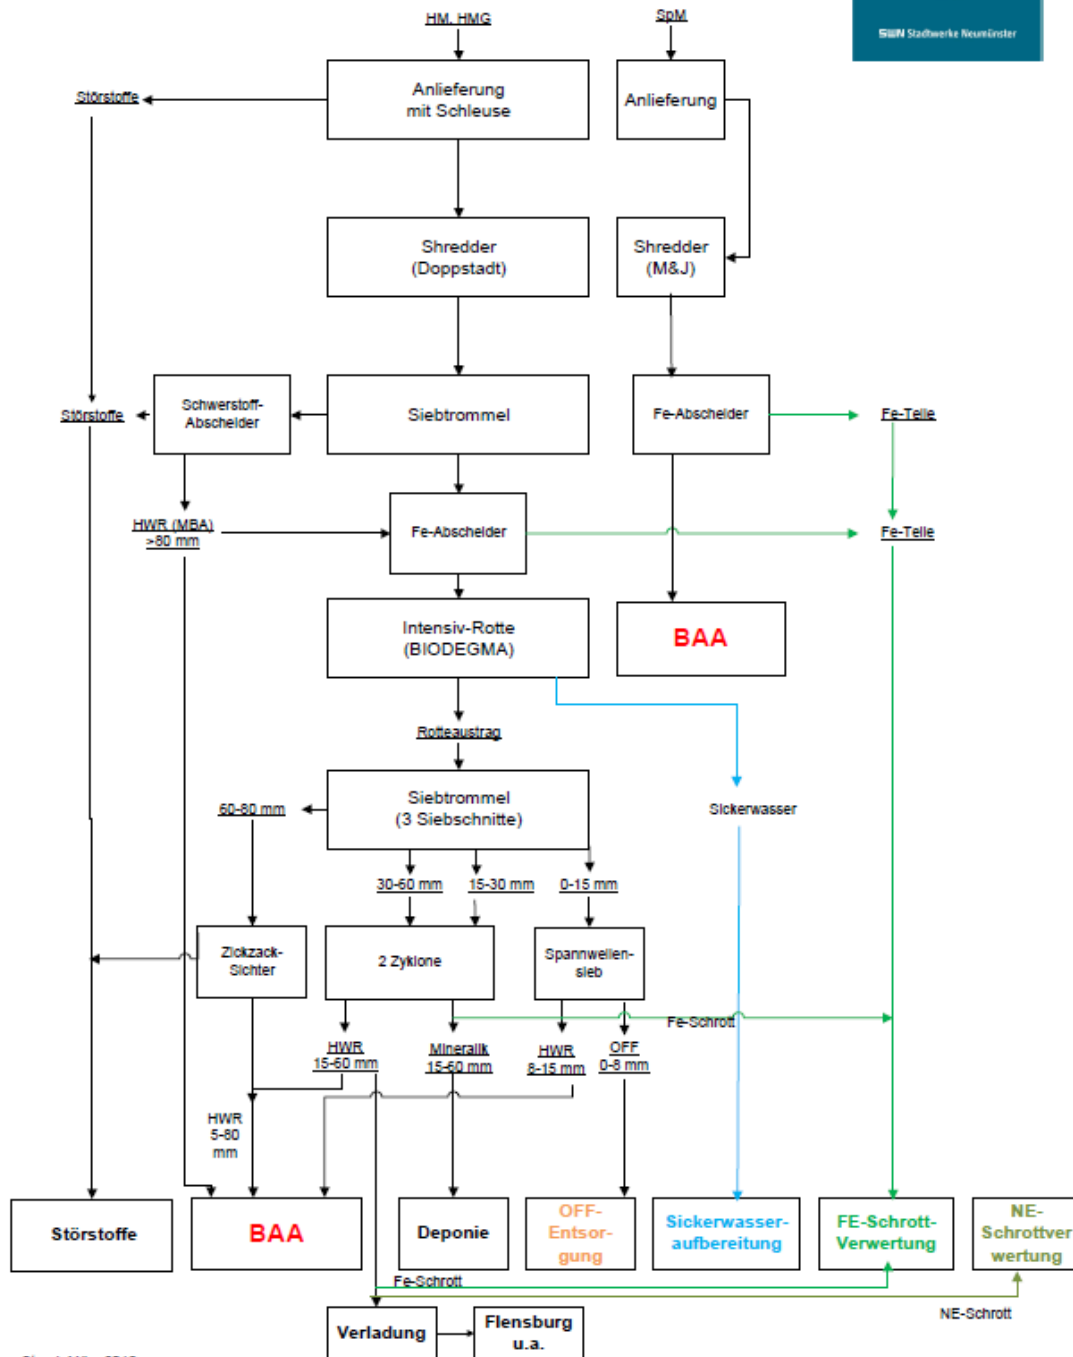 HM, HMG
SpM
SWN Stadtwerke Neumünster
Störstoffe
Anlieferung
mit Schleuse
Anlieferung
Shredder
(Doppstadt)
Shredder
(M&J)
Störstoffe
Schwerstoff-
Abscheider
Siebtrommel
Fe-Abscheider
Fe-Teile
HWR (MBA)
>80 mm
Fe-Abscheider
Fe-Teile
Intensiv-Rotte
(BIODEGMA)
BAA
Rotteaustrag
60-80 mm
Siebtrommel
(3 Siebschnitte)
Sickerwasser
30-60 mm
15-30 mm
0-15 mm
Zickzack-
Sichter
2 Zyklone
Spannwellen-
sieb
Fe-Schrott
HWR
15-60 mm
Mineralik
15-60 mm
HWR
8-15 mm
OFF
0-8 mm
HWR
5-80
mm
Störstoffe
BAA
Deponie
OFF-
Entsor-
gung
Sickerwasser-
aufbereitung
FE-Schrott-
Verwertung
NE-
Schrottver
wertung
Fe-Schrott
NE-Schrott
Verladung
Flensburg
u.a.